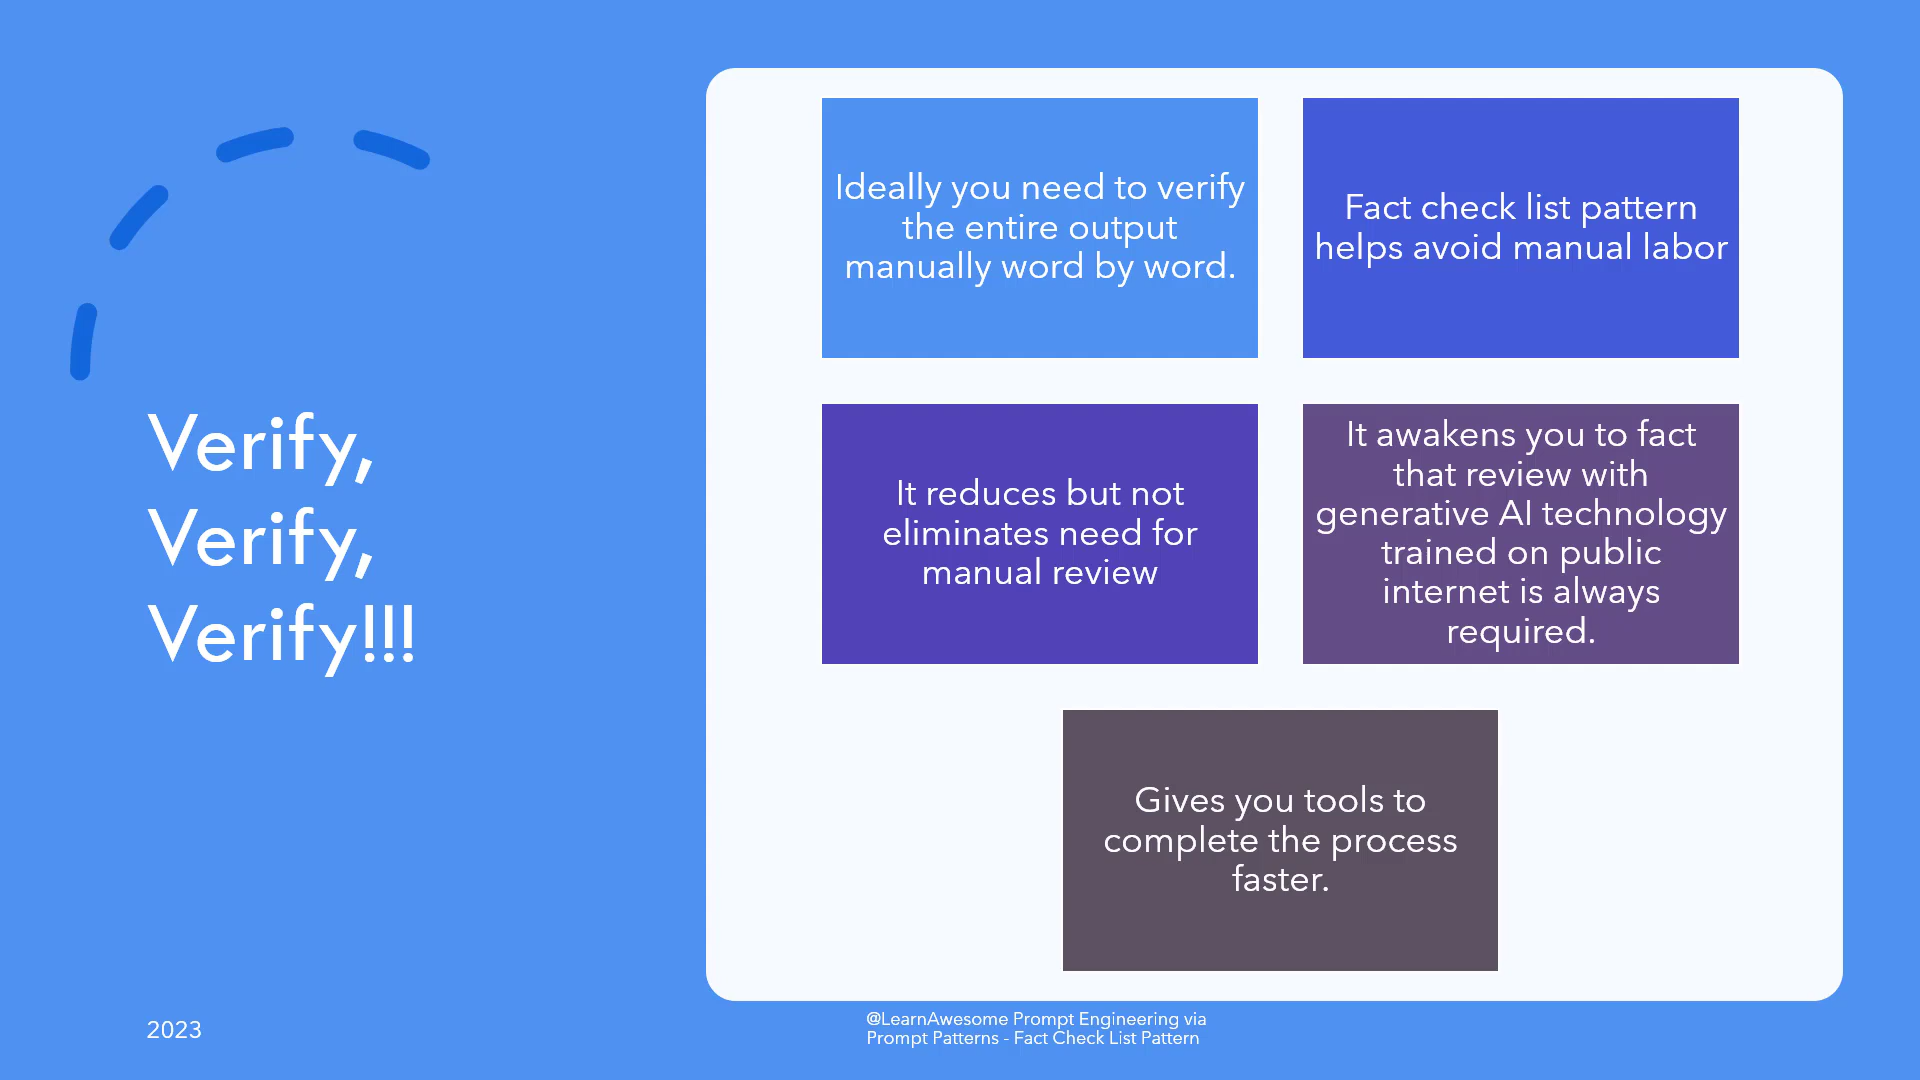 Verify,
Verify,
Verify!!!
Ideally you need to verify
the entire output
manually word by word.
Fact check list pattern
helps avoid manual labor
It reduces but not
eliminates need for
manual review
It awakens you to fact
that review with
generative AI technology
trained on public
internet is always
required.
Gives you tools to
complete the process
faster.
2023
@LearnAwesome Prompt Engineering via
Prompt Patterns - Fact Check List Pattern